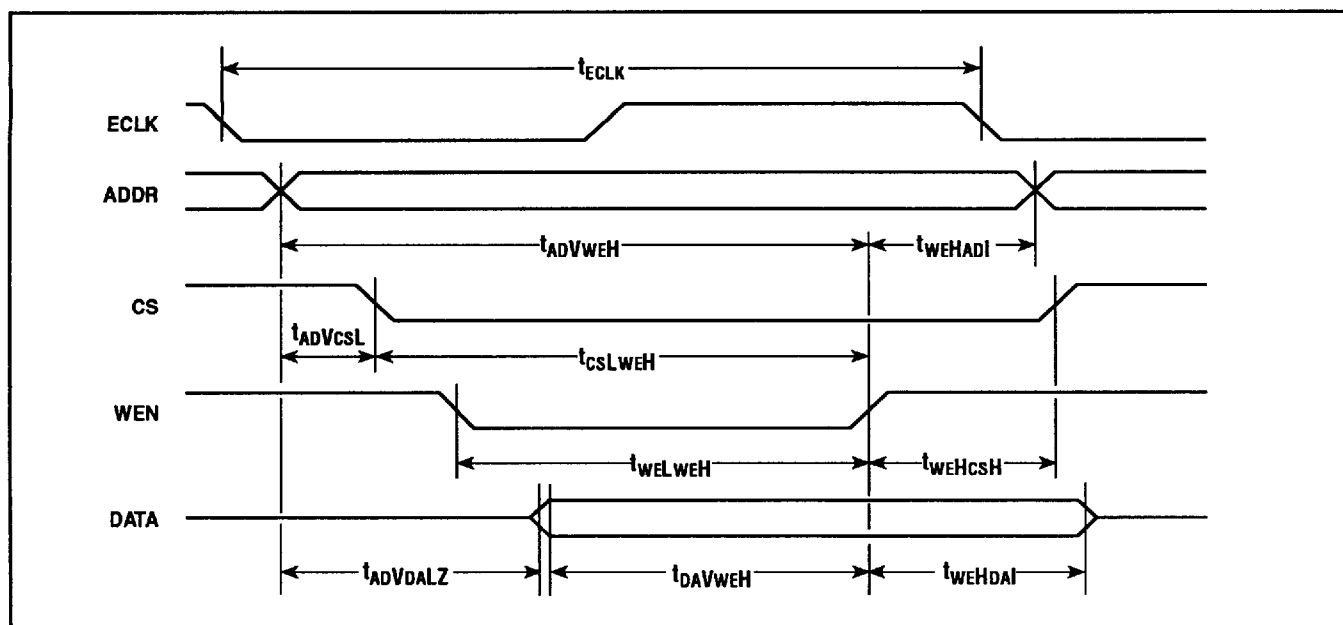 tECLK
ECLK
ADDR
tADVWEH
tWEHADI
CS
tADVCSL
tCSLWEH
WEN
tWELWEH
tWEHCSH
DATA
tADVDALZ
tDAVWEH
tWEHDAI